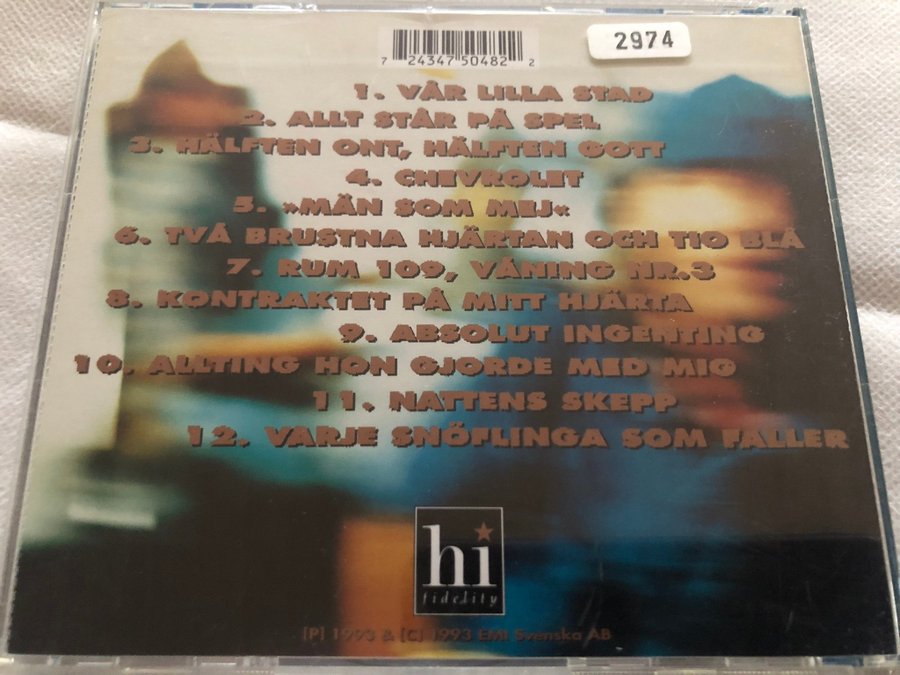 2974
7 24347 50482 2
1. VÅR LILLA STAD
2. ALLT STÅR PÅ SPEL
3. HÄLFTEN ONT, HÄLFTEN GOTT
4. CHEVROLET
5. »MÄN SOM MEJ«
6. TVÅ BRUSTNA HJÄRTAN OCH TIO BLÅ
7. RUM 109, VÅNING NR.3
8. KONTRAKTET PÅ MITT HJÄRTA
9. ABSOLUT INGENTING
10. ALLTING HON GJORDE MED MIG
11. NATTENS SKEPP
12. VARJE SNÖFLINGA SOM FALLER
hi
fidelity
[P] 1993 & [C] 1993 EMI Svenska AB